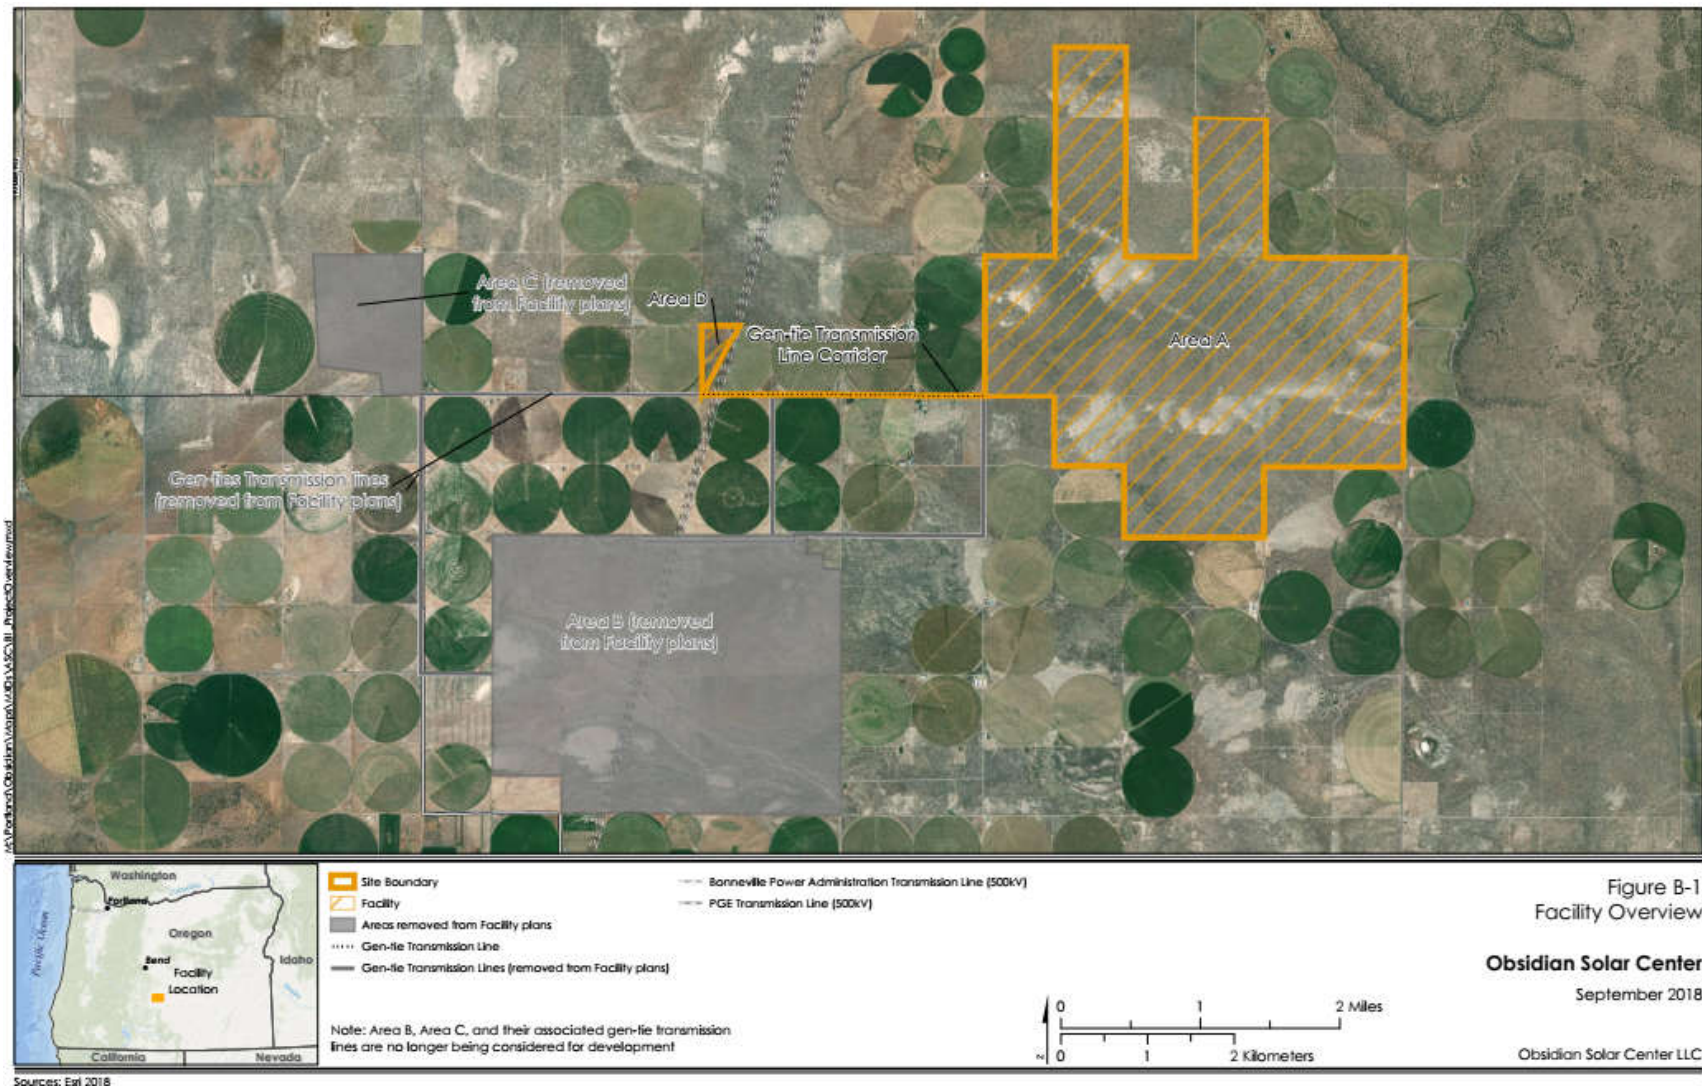 Area C (removed
from Facility plans)
Area D
Gen-tie Transmission
Line Corridor
Area A
Gen-ties Transmission lines
(removed from Facility plans)
Area B (removed
from Facility plans)
Washington
Portland
Oregon
Pacific Ocean
Bend
Idaho
Facility
Location
California
Nevada
Site Boundary
Facility
Areas removed from Facility plans
Gen-tie Transmission Line
Gen-tie Transmission Lines (removed from Facility plans)
Bonneville Power Administration Transmission Line (500kV)
PGE Transmission Line (500kV)
Note: Area B, Area C, and their associated gen-tie transmission
lines are no longer being considered for development
N
0 1 2 Miles
0 1 2 Kilometers
Figure B-1
Facility Overview
Obsidian Solar Center
September 2018
Obsidian Solar Center LLC
Sources: Esri 2018